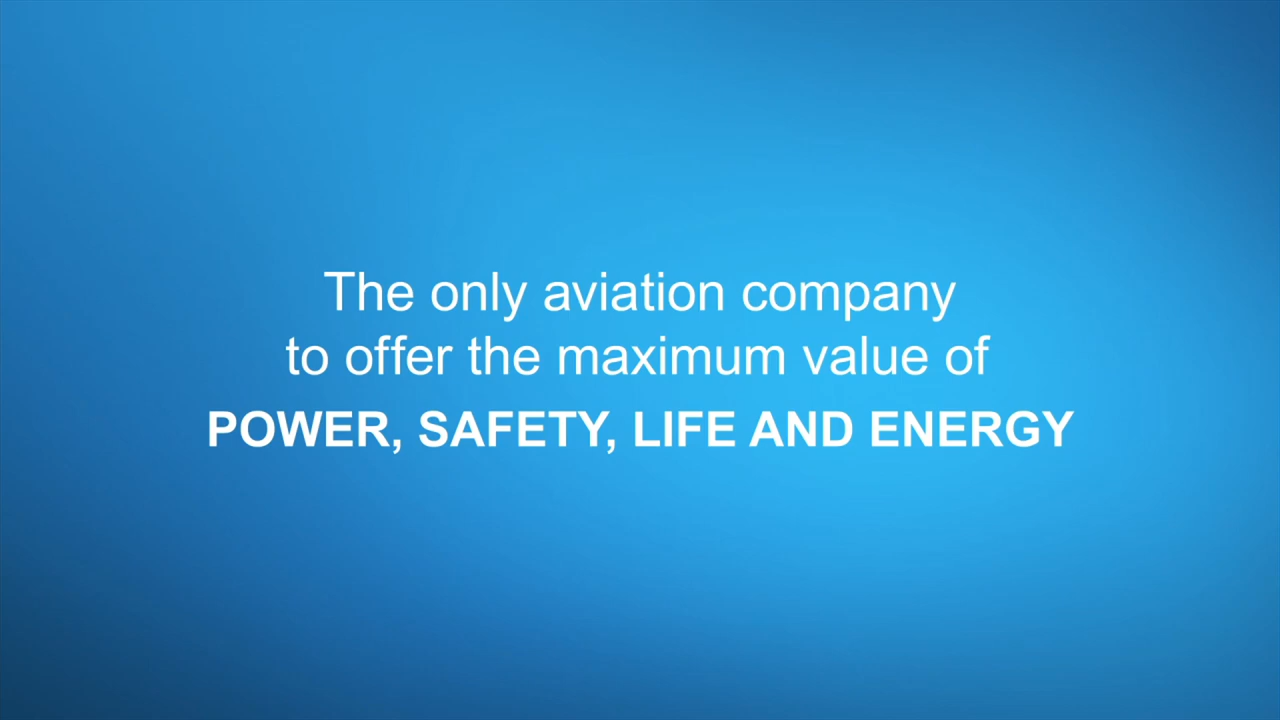 The only aviation company
to offer the maximum value of
POWER, SAFETY, LIFE AND ENERGY